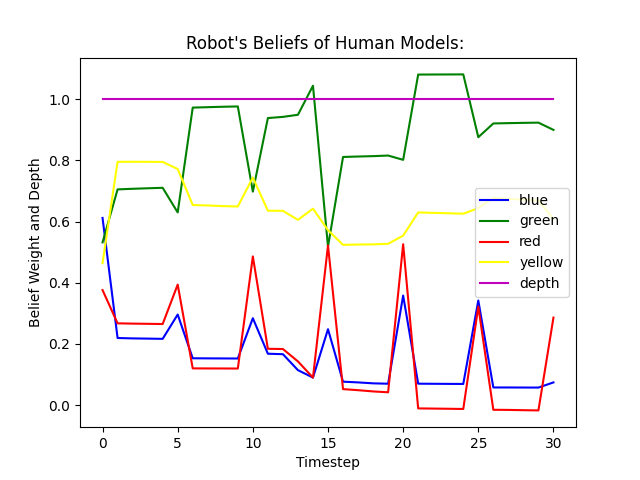 Robot's Beliefs of Human Models:
Belief Weight and Depth
1.0
0.8
0.6
0.4
0.2
0.0
blue
green
red
yellow
depth
0 5 10 15 20 25 30
Timestep